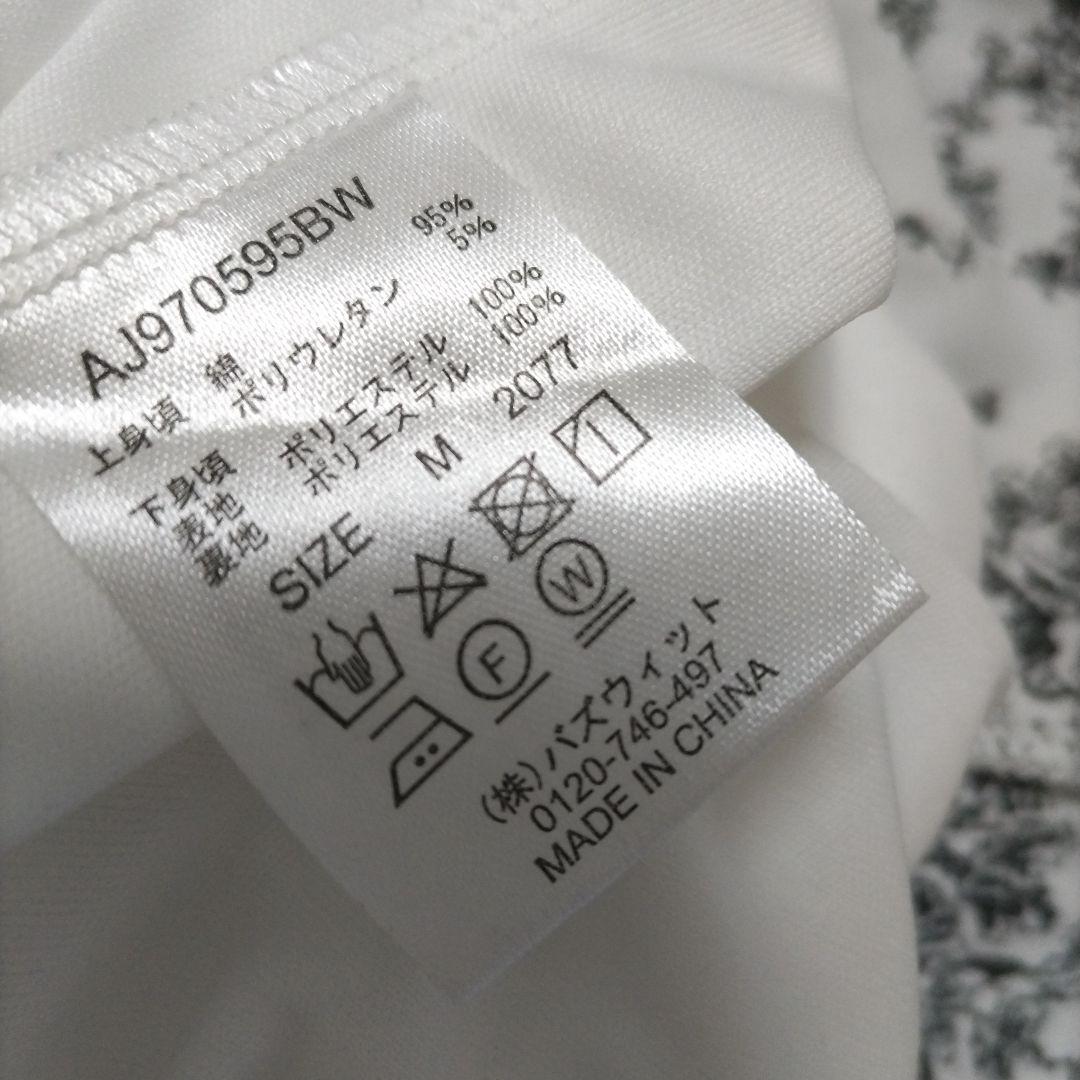 AJ970595BW
上身頃 綿 95%
ポリウレタン 5%
下身頃
表地 ポリエステル 100%
裏地 ポリエステル 100%
SIZE M 2077
1
F W
(株)バズウィット
0120-746-497
MADE IN CHINA